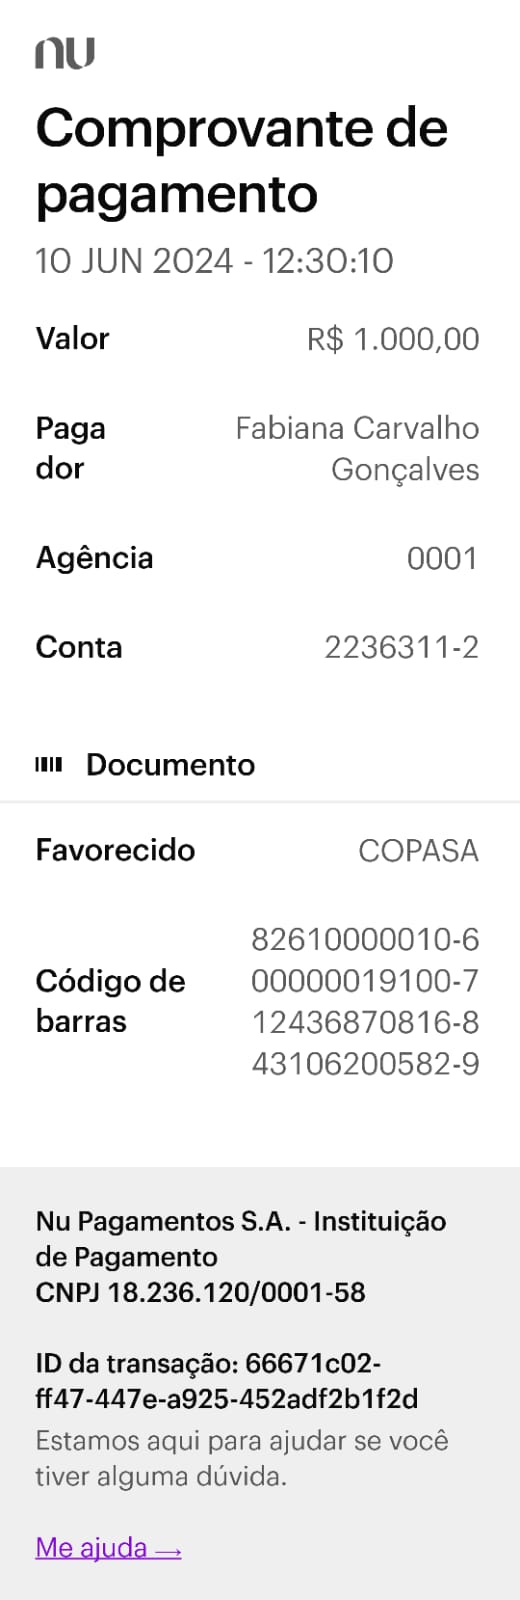 nu
Comprovante de
pagamento
10 JUN 2024 - 12:30:10
Valor R$ 1.000,00
Paga
dor
Fabiana Carvalho
Gonçalves
Agência 0001
Conta 2236311-2
Documento
Favorecido COPASA
Código de
barras
82610000010-6
00000019100-7
12436870816-8
43106200582-9
Nu Pagamentos S.A. - Instituição
de Pagamento
CNPJ 18.236.120/0001-58
ID da transação: 66671c02-
ff47-447e-a925-452adf2b1f2d
Estamos aqui para ajudar se você
tiver alguma dúvida.
Me ajuda →